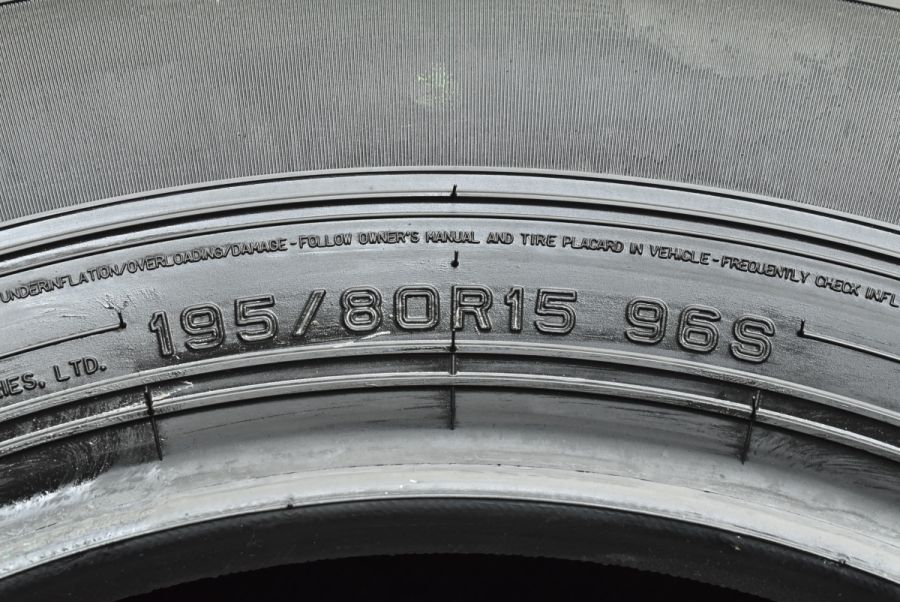 UNDERINFLATION/OVERLOADING/DAMAGE-FOLLOW OWNER'S MANUAL AND TIRE PLACARD IN VEHICLE-FREQUENTLY CHECK INFL
195/80R15 96S
IES, LTD.